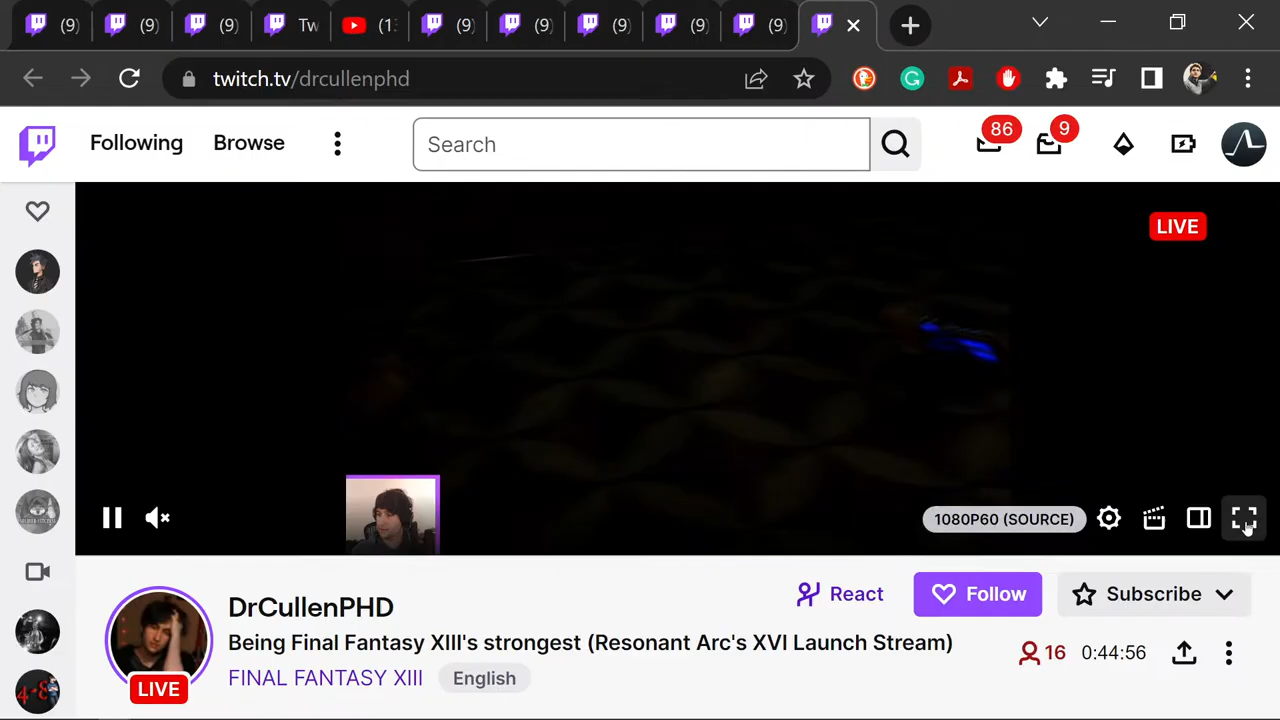 (9)
(9)
(9)
Tw
(1
(9)
(9)
(9)
(9)
(9)
twitch.tv/drcullenphd
Following
Browse
Search
86
9
LIVE
1080P60 (SOURCE)
DrCullenPHD
React
Follow
Subscribe
Being Final Fantasy XIII's strongest (Resonant Arc's XVI Launch Stream)
16
0:44:56
FINAL FANTASY XIII
English
LIVE
4-8